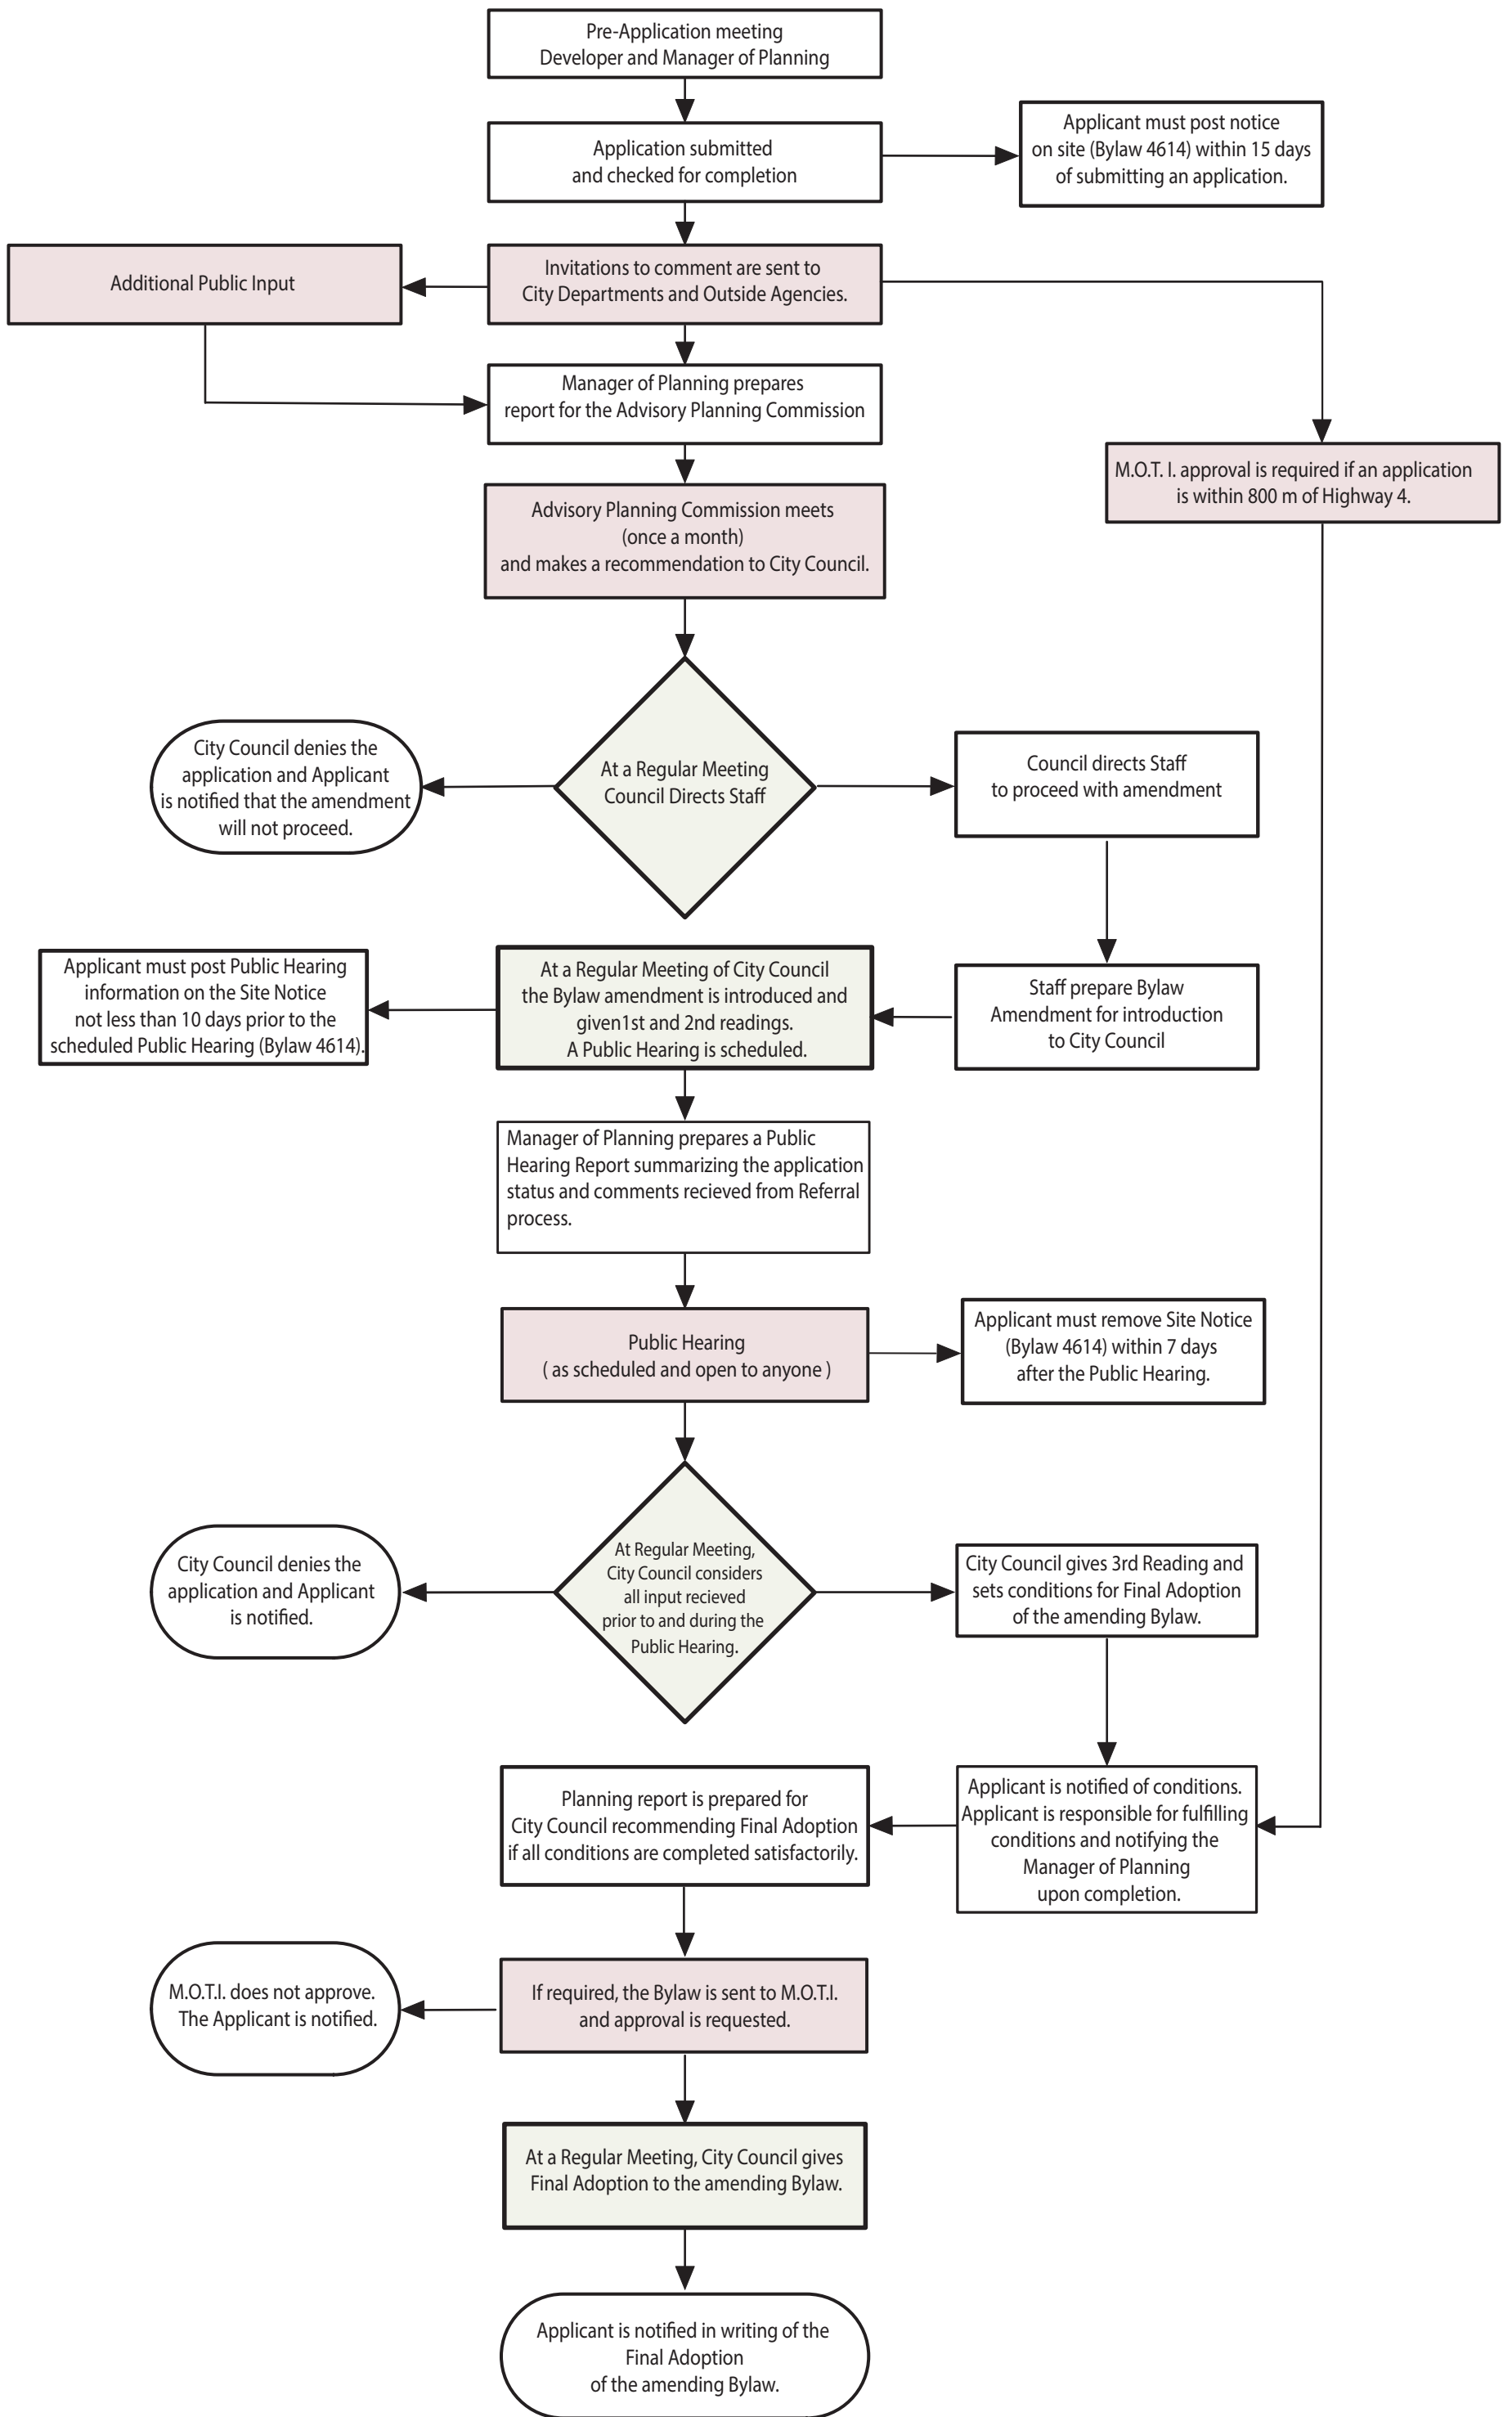 Pre-Application meeting
Developer and Manager of Planning
Application submitted
and checked for completion
Applicant must post notice
on site (Bylaw 4614) within 15 days
of submitting an application.
Additional Public Input
Invitations to comment are sent to
City Departments and Outside Agencies.
Manager of Planning prepares
report for the Advisory Planning Commission
M.O.T. I. approval is required if an application
is within 800 m of Highway 4.
Advisory Planning Commission meets
(once a month)
and makes a recommendation to City Council.
City Council denies the
application and Applicant
is notified that the amendment
will not proceed.
At a Regular Meeting
Council Directs Staff
Council directs Staff
to proceed with amendment
Applicant must post Public Hearing
information on the Site Notice
not less than 10 days prior to the
scheduled Public Hearing (Bylaw 4614).
At a Regular Meeting of City Council
the Bylaw amendment is introduced and
given1st and 2nd readings.
A Public Hearing is scheduled.
Staff prepare Bylaw
Amendment for introduction
to City Council
Manager of Planning prepares a Public
Hearing Report summarizing the application
status and comments recieved from Referral
process.
Public Hearing
( as scheduled and open to anyone )
Applicant must remove Site Notice
(Bylaw 4614) within 7 days
after the Public Hearing.
City Council denies the
application and Applicant
is notified.
At Regular Meeting,
City Council considers
all input recieved
prior to and during the
Public Hearing.
City Council gives 3rd Reading and
sets conditions for Final Adoption
of the amending Bylaw.
Planning report is prepared for
City Council recommending Final Adoption
if all conditions are completed satisfactorily.
Applicant is notified of conditions.
Applicant is responsible for fulfilling
conditions and notifying the
Manager of Planning
upon completion.
M.O.T.I. does not approve.
The Applicant is notified.
If required, the Bylaw is sent to M.O.T.I.
and approval is requested.
At a Regular Meeting, City Council gives
Final Adoption to the amending Bylaw.
Applicant is notified in writing of the
Final Adoption
of the amending Bylaw.